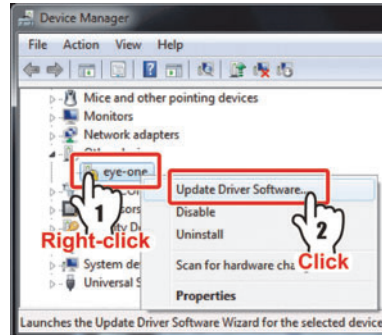 Device Manager
File Action View Help
Mice and other pointing devices
Monitors
Network adapters
Other
eye-one
1
Right-click
System de
Universal S
Update Driver Software...
Disable
Uninstall
Scan for hardware cha
2
Click
Properties
Launches the Update Driver Software Wizard for the selected device